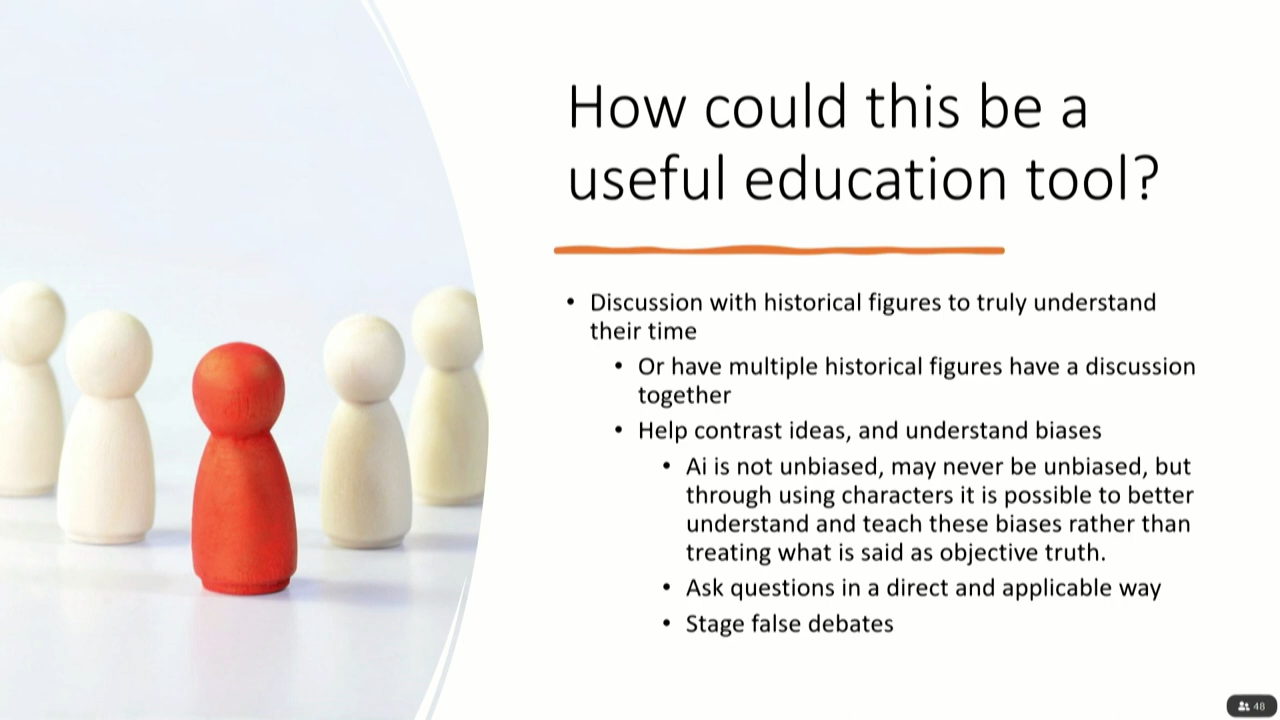 How could this be a
useful education tool?
• Discussion with historical figures to truly understand
their time
• Or have multiple historical figures have a discussion
together
• Help contrast ideas, and understand biases
• Ai is not unbiased, may never be unbiased, but
through using characters it is possible to better
understand and teach these biases rather than
treating what is said as objective truth.
• Ask questions in a direct and applicable way
• Stage false debates
48